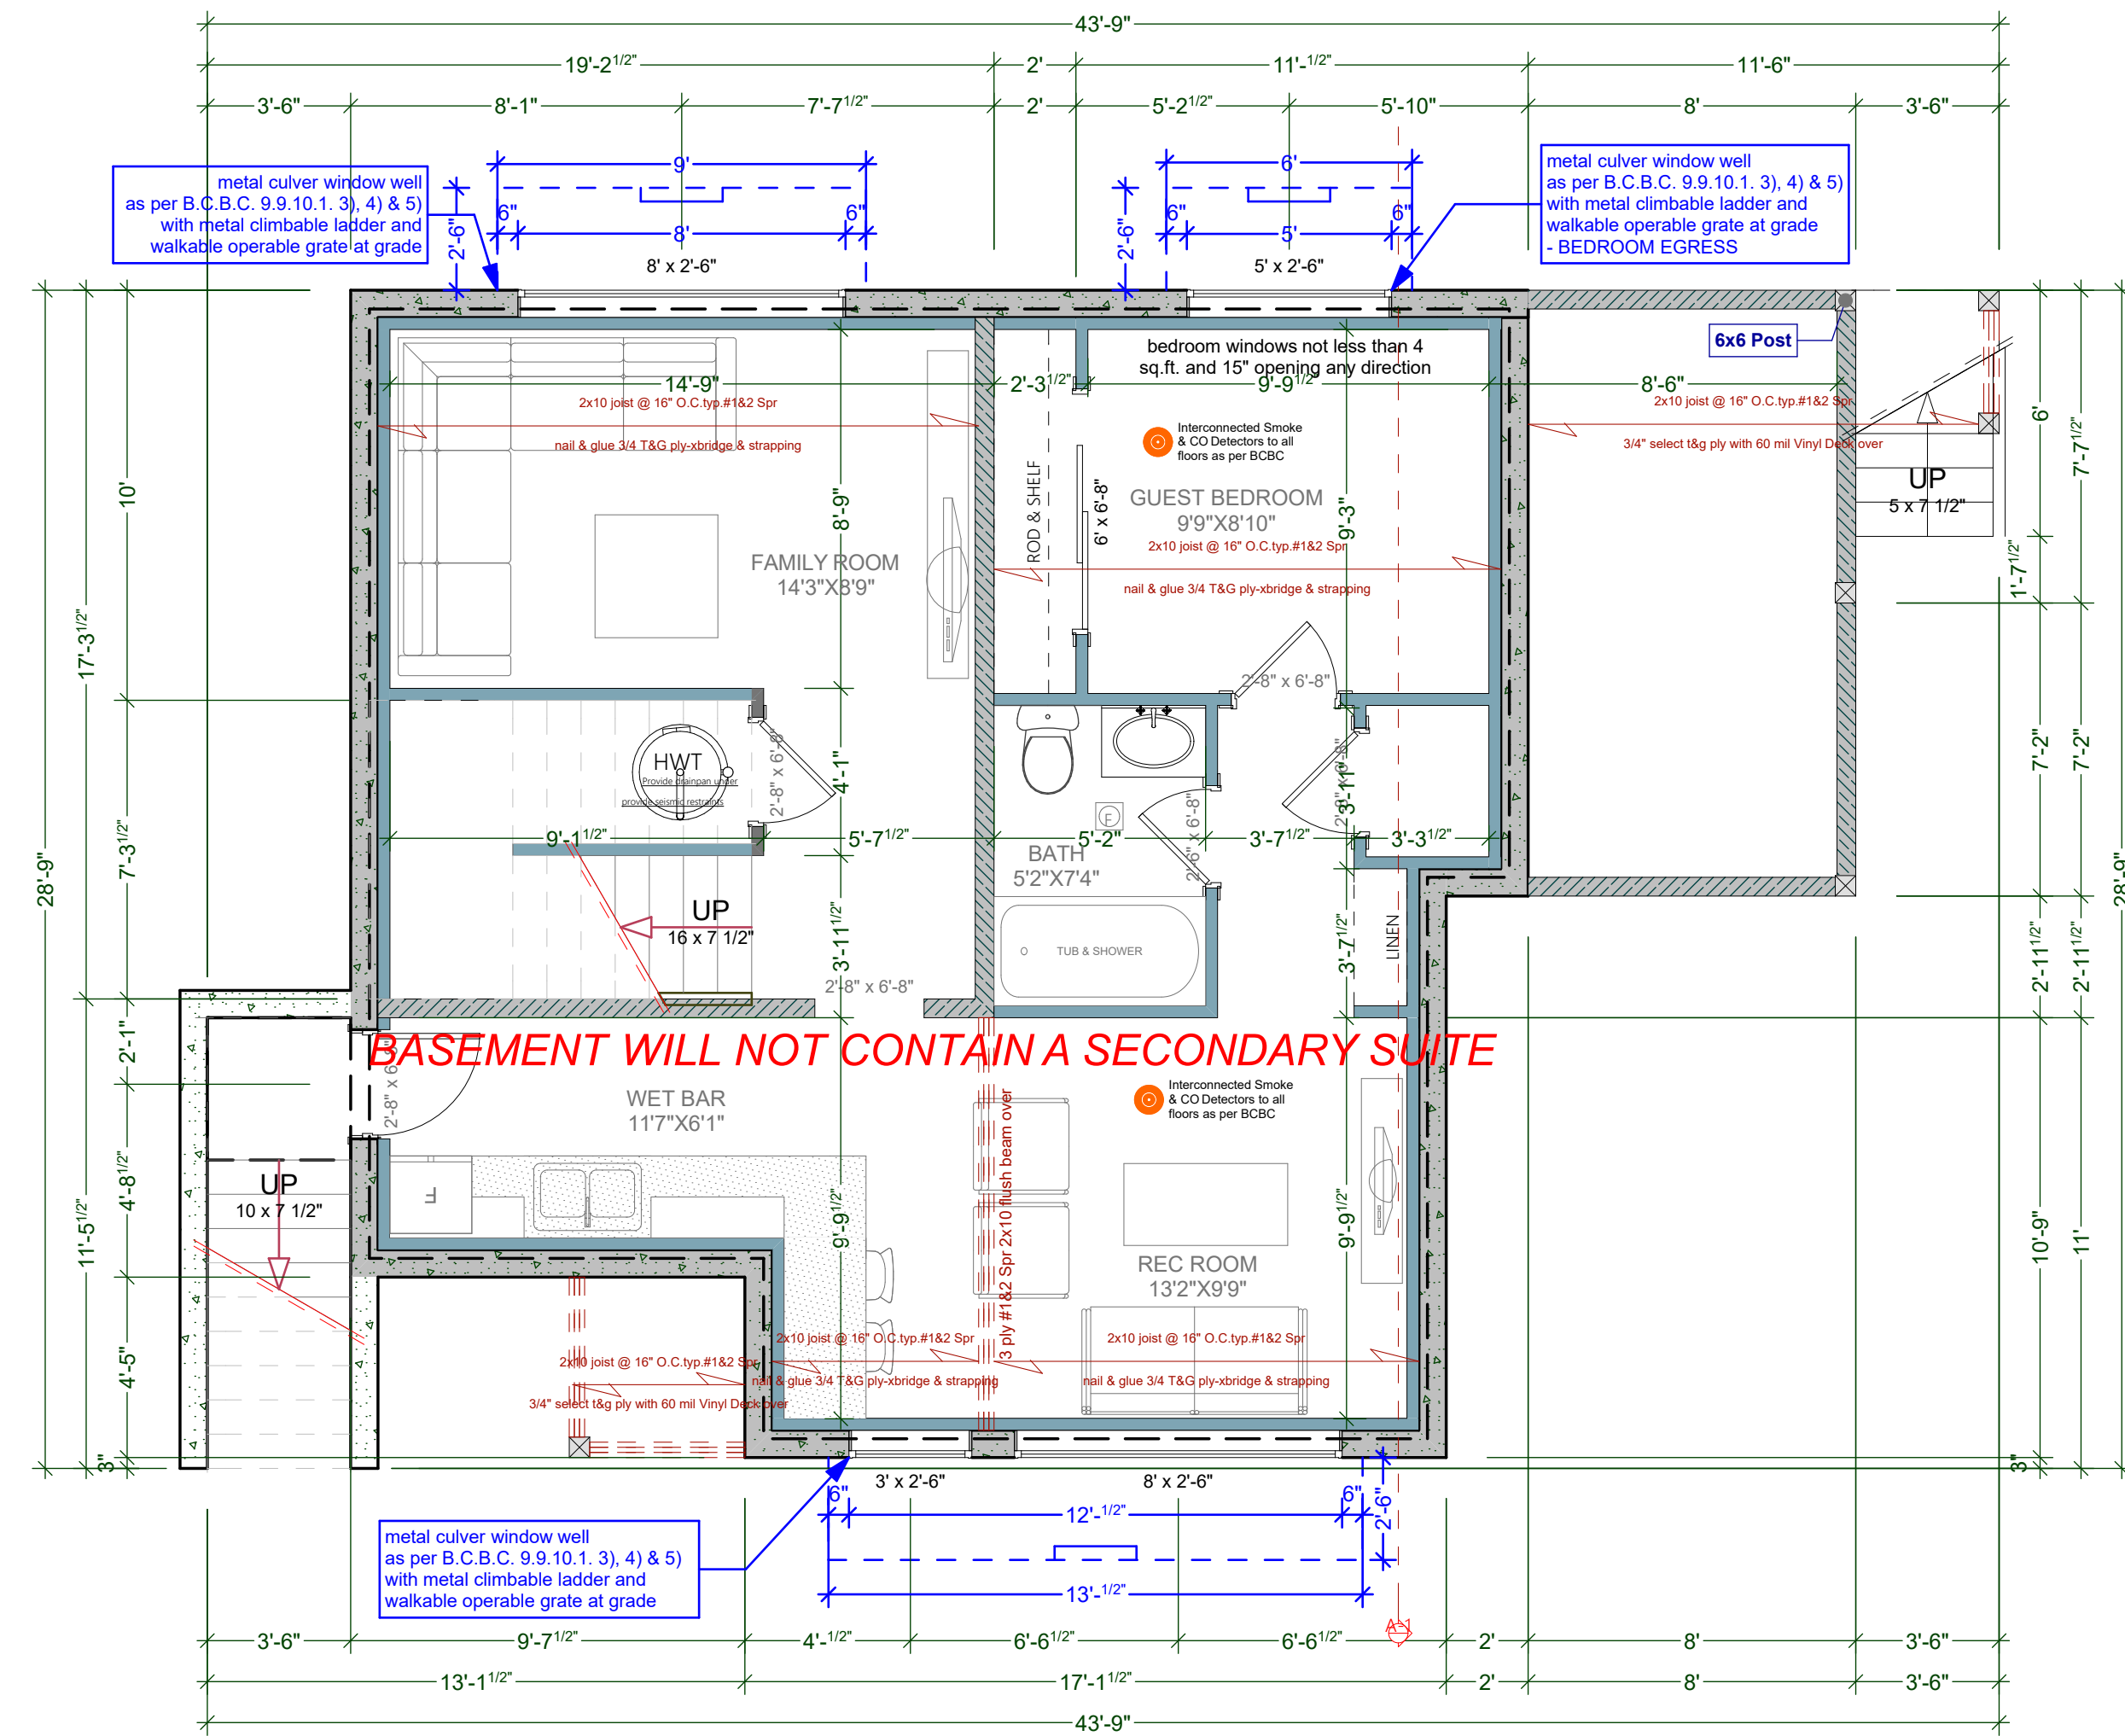 43'-9"
19'-2 1/2"
2'
11'-1/2"
11'-6"
3'-6"
8'-1"
7'-7 1/2"
2'
5'-2 1/2"
5'-10"
8'
3'-6"
metal culver window well
as per B.C.B.C. 9.9.10.1. 3), 4) & 5)
with metal climbable ladder and
walkable operable grate at grade
9'
6"
6"
8'
2'-6"
8' x 2'-6"
6'
6"
6"
5'
2'-6"
5' x 2'-6"
metal culver window well
as per B.C.B.C. 9.9.10.1. 3), 4) & 5)
with metal climbable ladder and
walkable operable grate at grade
- BEDROOM EGRESS
6x6 Post
bedroom windows not less than 4
sq.ft. and 15" opening any direction
14'-9"
2'-3 1/2"
9'-9 1/2"
8'-6"
2x10 joist @ 16" O.C.typ.#1&2 Spr
nail & glue 3/4 T&G ply-xbridge & strapping
2x10 joist @ 16" O.C.typ.#1&2 Spr
3/4" select t&g ply with 60 mil Vinyl Deck over
Interconnected Smoke
& CO Detectors to all
floors as per BCBC
ROD & SHELF
6' x 6'-8"
GUEST BEDROOM
9'9"X8'10"
2x10 joist @ 16" O.C.typ.#1&2 Spr
nail & glue 3/4 T&G ply-xbridge & strapping
8'-9"
9'-3"
FAMILY ROOM
14'3"X8'9"
UP
5 x 7 1/2"
6'
7'-7 1/2"
1'-7 1/2"
7'-2"
7'-2"
2'-11 1/2"
2'-11 1/2"
28'-9"
10'-9"
11'
3"
28'-9"
17'-3 1/2"
10'
7'-3 1/2"
2'-1"
11'-5 1/2"
4'-8 1/2"
4'-5"
3"
HWT
Provide drainpan under
provide seismic restraints
2'-8" x 6'-8"
4'-1"
2'-8" x 6'-8"
2'-8" x 6'-8"
3'-11"
9'-1 1/2"
5'-7 1/2"
5'-2"
3'-7 1/2"
3'-3 1/2"
F
2'-6" x 6'-8"
BATH
5'2"X7'4"
UP
16 x 7 1/2"
3'-11 1/2"
TUB & SHOWER
3'-7 1/2"
LINEN
2'-8" x 6'-8"
BASEMENT WILL NOT CONTAIN A SECONDARY SUITE
2'-8" x 6'-8"
WET BAR
11'7"X6'1"
Interconnected Smoke
& CO Detectors to all
floors as per BCBC
3 ply #1&2 Spr 2x10 flush beam over
UP
10 x 7 1/2"
F
9'-9 1/2"
9'-9 1/2"
REC ROOM
13'2"X9'9"
2x10 joist @ 16" O.C.typ.#1&2 Spr
nail & glue 3/4 T&G ply-xbridge & strapping
2x10 joist @ 16" O.C.typ.#1&2 Spr
nail & glue 3/4 T&G ply-xbridge & strapping
2x10 joist @ 16" O.C.typ.#1&2 Spr
3/4" select t&g ply with 60 mil Vinyl Deck over
3' x 2'-6"
8' x 2'-6"
6"
12'-1/2"
6"
2'-6"
13'-1/2"
metal culver window well
as per B.C.B.C. 9.9.10.1. 3), 4) & 5)
with metal climbable ladder and
walkable operable grate at grade
A-1
3'-6"
9'-7 1/2"
4'-1/2"
6'-6 1/2"
6'-6 1/2"
2'
8'
3'-6"
13'-1 1/2"
17'-1 1/2"
2'
8'
3'-6"
43'-9"